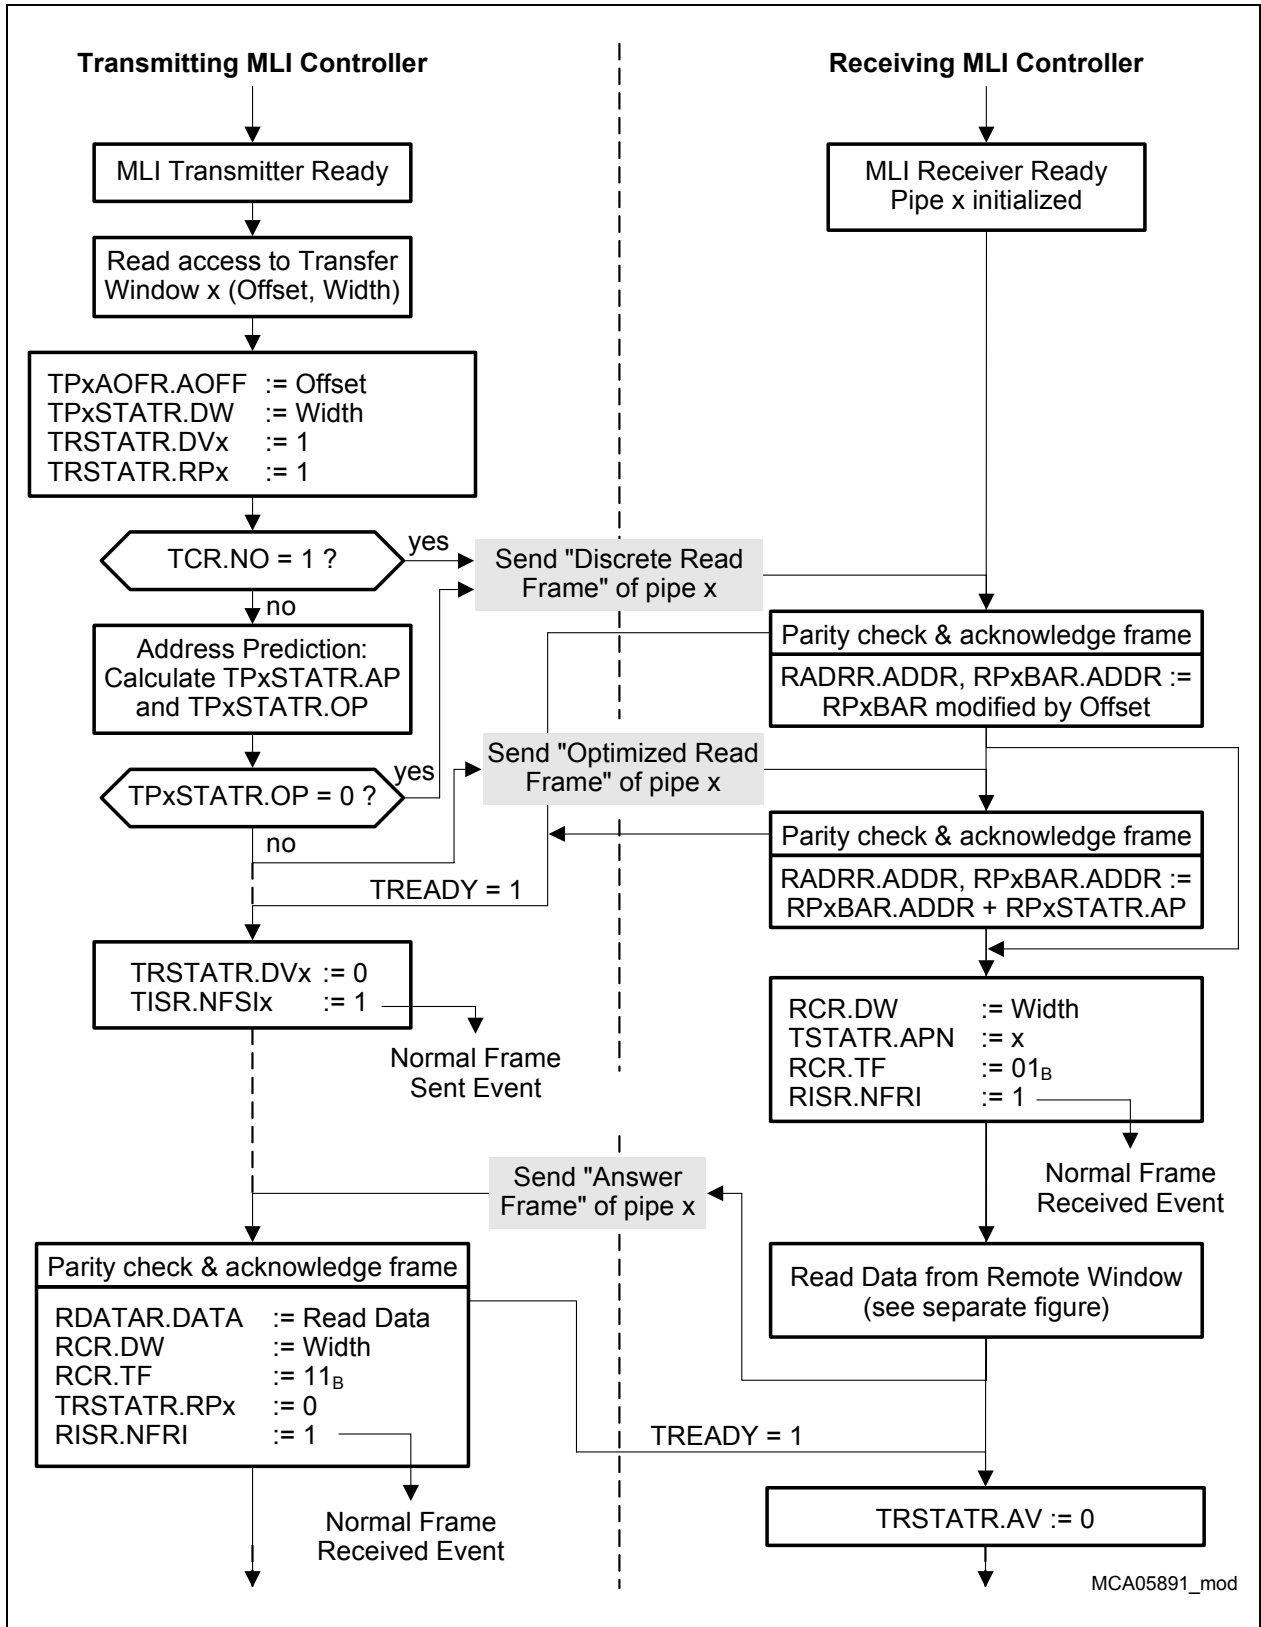 Transmitting MLI Controller
Receiving MLI Controller
MLI Transmitter Ready
MLI Receiver Ready
Pipe x initialized
Read access to Transfer
Window x (Offset, Width)
TPxAOFR.AOFF := Offset
TPxSTATR.DW := Width
TRSTATR.DVx := 1
TRSTATR.RPx := 1
TCR.NO = 1 ?
yes
no
Send "Discrete Read
Frame" of pipe x
Address Prediction:
Calculate TPxSTATR.AP
and TPxSTATR.OP
Parity check & acknowledge frame
RADRR.ADDR, RPxBAR.ADDR :=
RPxBAR modified by Offset
TPxSTATR.OP = 0 ?
yes
no
Send "Optimized Read
Frame" of pipe x
Parity check & acknowledge frame
RADRR.ADDR, RPxBAR.ADDR :=
RPxBAR.ADDR + RPxSTATR.AP
TREADY = 1
TRSTATR.DVx := 0
TISR.NFSIx := 1
Normal Frame
Sent Event
RCR.DW := Width
TSTATR.APN := x
RCR.TF := 01B
RISR.NFRI := 1
Normal Frame
Received Event
Send "Answer
Frame" of pipe x
Read Data from Remote Window
(see separate figure)
Parity check & acknowledge frame
RDATAR.DATA := Read Data
RCR.DW := Width
RCR.TF := 11B
TRSTATR.RPx := 0
RISR.NFRI := 1
TREADY = 1
Normal Frame
Received Event
TRSTATR.AV := 0
MCA05891_mod